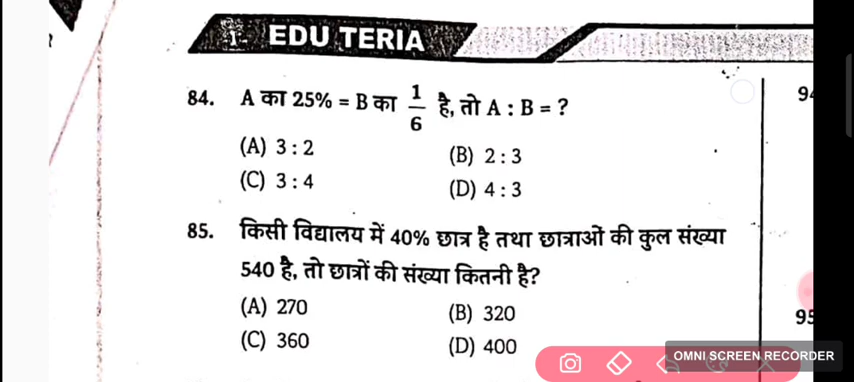 EDU TERIA
84. A का 25% = B का 1/6 है, तो A : B = ?
(A) 3 : 2 (B) 2 : 3
(C) 3 : 4 (D) 4 : 3
85. किसी विद्यालय में 40% छात्र है तथा छात्राओं की कुल संख्या
540 है, तो छात्रों की संख्या कितनी है?
(A) 270 (B) 320
(C) 360 (D) 400
95
OMNI SCREEN RECORDER